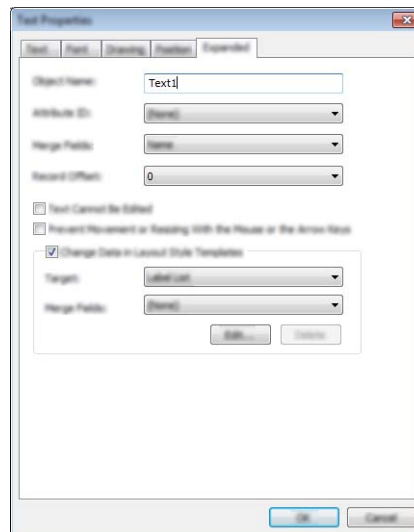 Text Properties
Text Font Drawing Position Expanded
Object Name: Text1
Attribute ID: (None)
Merge Fields: Name
Record Offset: 0
Text Cannot Be Edited
Prevent Movement or Resizing With the Mouse or the Arrow Keys
Change Data in Layout Style Templates
Target: Label List
Merge Fields: (None)
Edit... Delete
OK Cancel